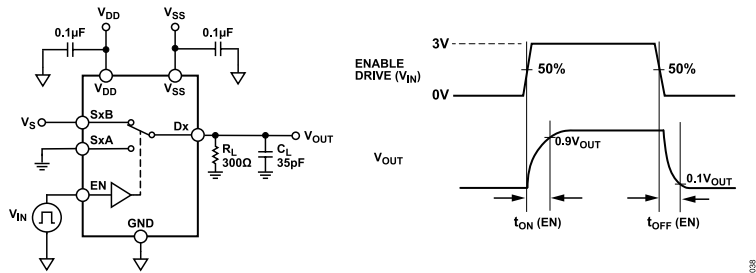 VDD
VSS
0.1µF
0.1µF
VDD
VSS
VS
SxB
Dx
VOUT
SxA
RL
300Ω
CL
35pF
EN
VIN
GND
3V
ENABLE
DRIVE (VIN)
50%
50%
0V
VOUT
0.9VOUT
0.1VOUT
tON (EN)
tOFF (EN)
038